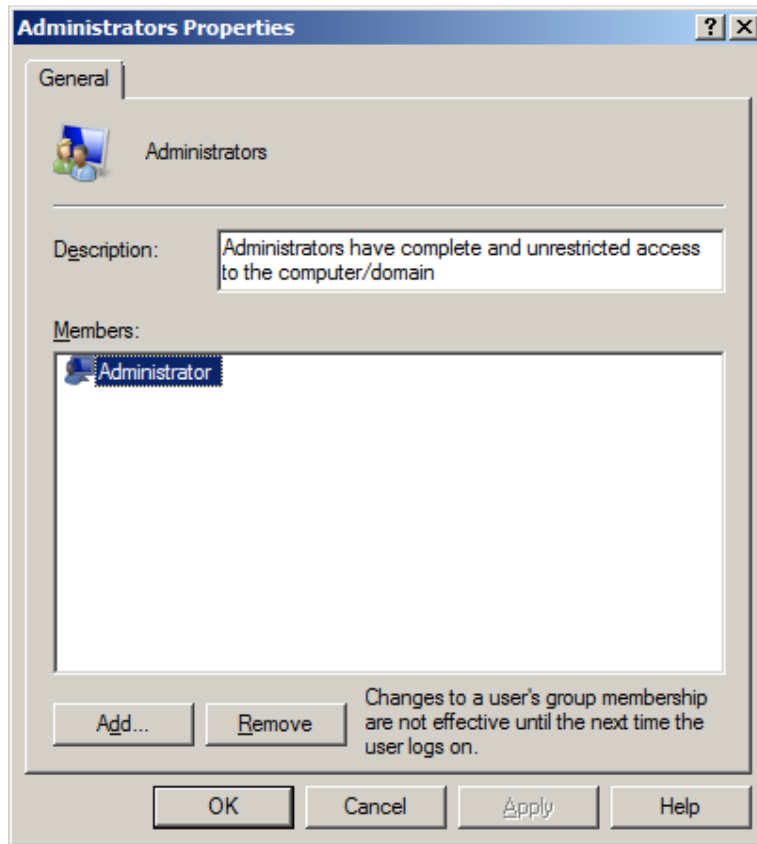 Administrators Properties
General
Administrators
Description:
Administrators have complete and unrestricted access
to the computer/domain
Members:
Administrator
Add...
Remove
Changes to a user's group membership
are not effective until the next time the
user logs on.
OK
Cancel
Apply
Help